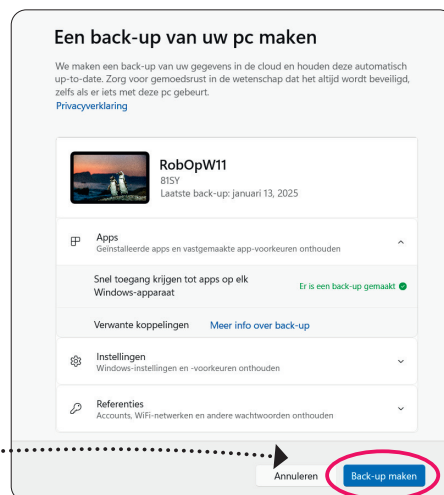 Een back-up van uw pc maken
We maken een back-up van uw gegevens in de cloud en houden deze automatisch
up-to-date. Zorg voor gemoedsrust in de wetenschap dat het altijd wordt beveiligd,
zelfs als er iets met deze pc gebeurt.
Privacyverklaring
RobOpW11
81SY
Laatste back-up: januari 13, 2025
Apps
Geïnstalleerde apps en vastgemaakte app-voorkeuren onthouden
Snel toegang krijgen tot apps op elk
Windows-apparaat
Er is een back-up gemaakt
Verwante koppelingen Meer info over back-up
Instellingen
Windows-instellingen en -voorkeuren onthouden
Referenties
Accounts, WiFi-netwerken en andere wachtwoorden onthouden
Annuleren Back-up maken